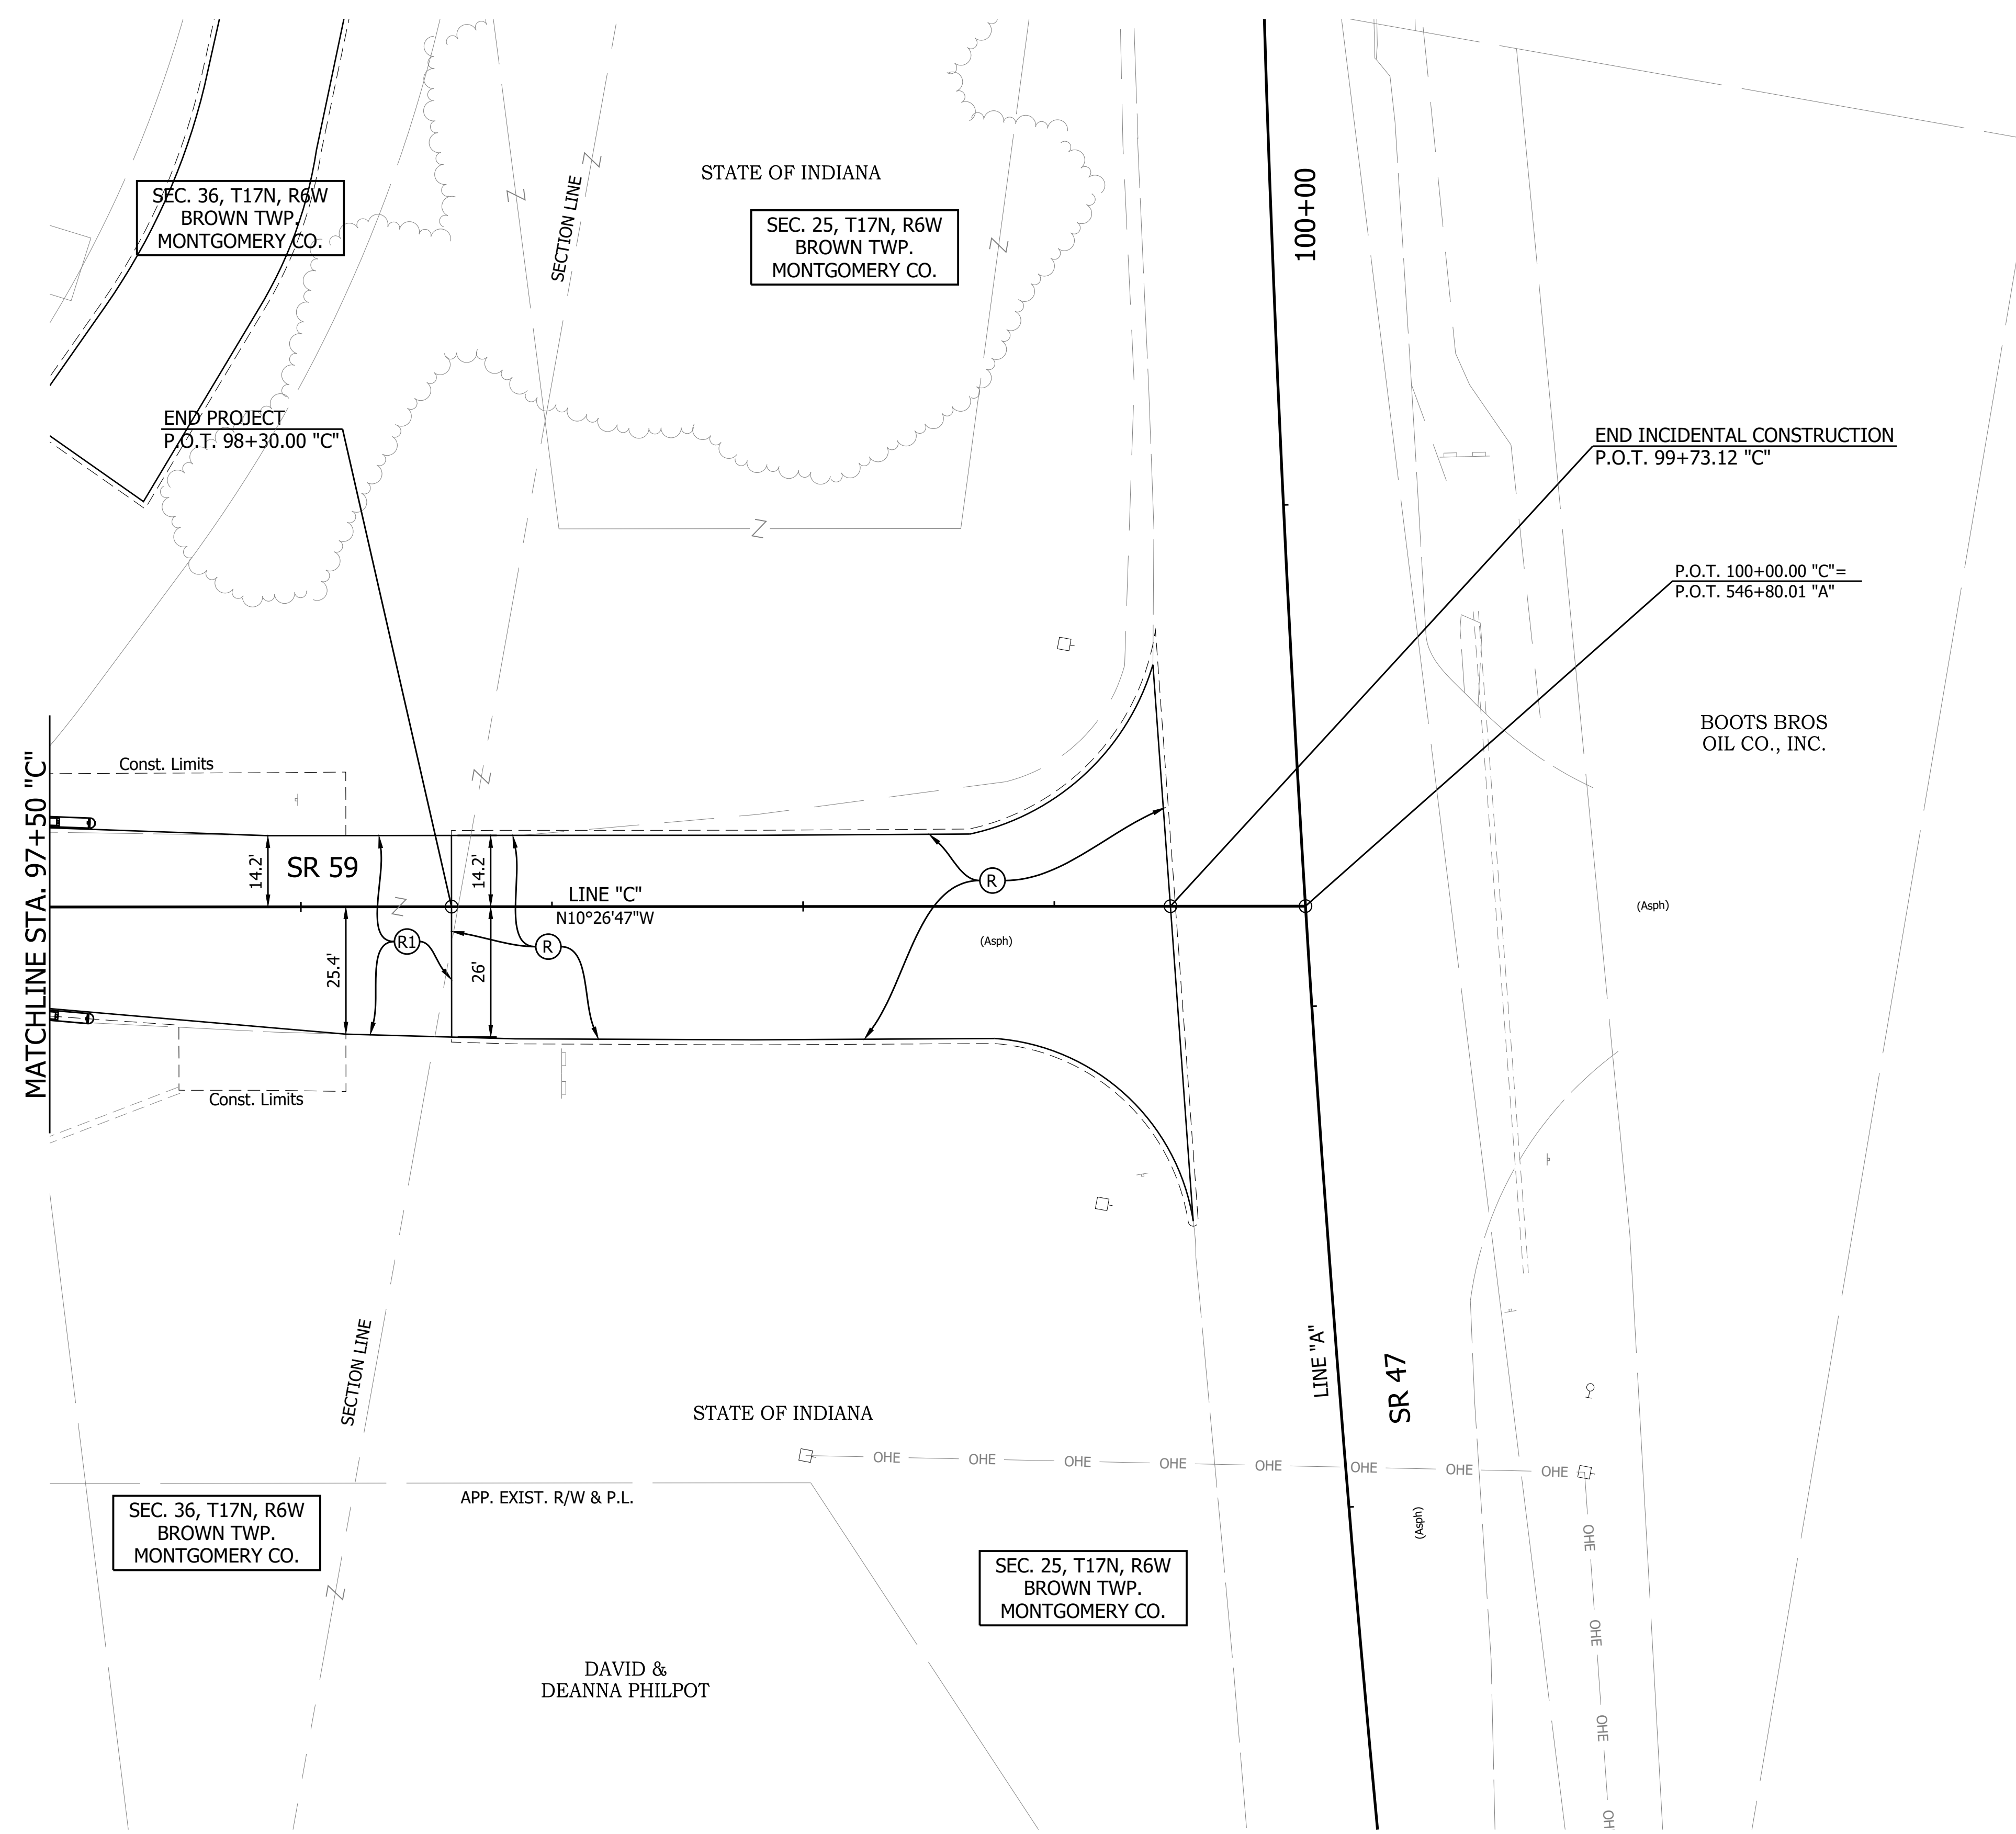 STATE OF INDIANA
SEC. 36, T17N, R6W
BROWN TWP.
MONTGOMERY CO.
SECTION LINE
SEC. 25, T17N, R6W
BROWN TWP.
MONTGOMERY CO.
100+00
END PROJECT
P.O.T. 98+30.00 "C"
END INCIDENTAL CONSTRUCTION
P.O.T. 99+73.12 "C"
P.O.T. 100+00.00 "C"=
P.O.T. 546+80.01 "A"
BOOTS BROS
OIL CO., INC.
MATCHLINE STA. 97+50 "C"
Const. Limits
14.2'
SR 59
14.2'
R
LINE "C"
N10°26'47"W
(Asph)
(Asph)
R1
R
25.4'
26'
Const. Limits
SECTION LINE
LINE "A"
SR 47
STATE OF INDIANA
OHE OHE OHE OHE OHE OHE OHE OHE
APP. EXIST. R/W & P.L.
SEC. 36, T17N, R6W
BROWN TWP.
MONTGOMERY CO.
(Asph)
OHE
SEC. 25, T17N, R6W
BROWN TWP.
MONTGOMERY CO.
OHE
DAVID &
DEANNA PHILPOT
OHE
OH